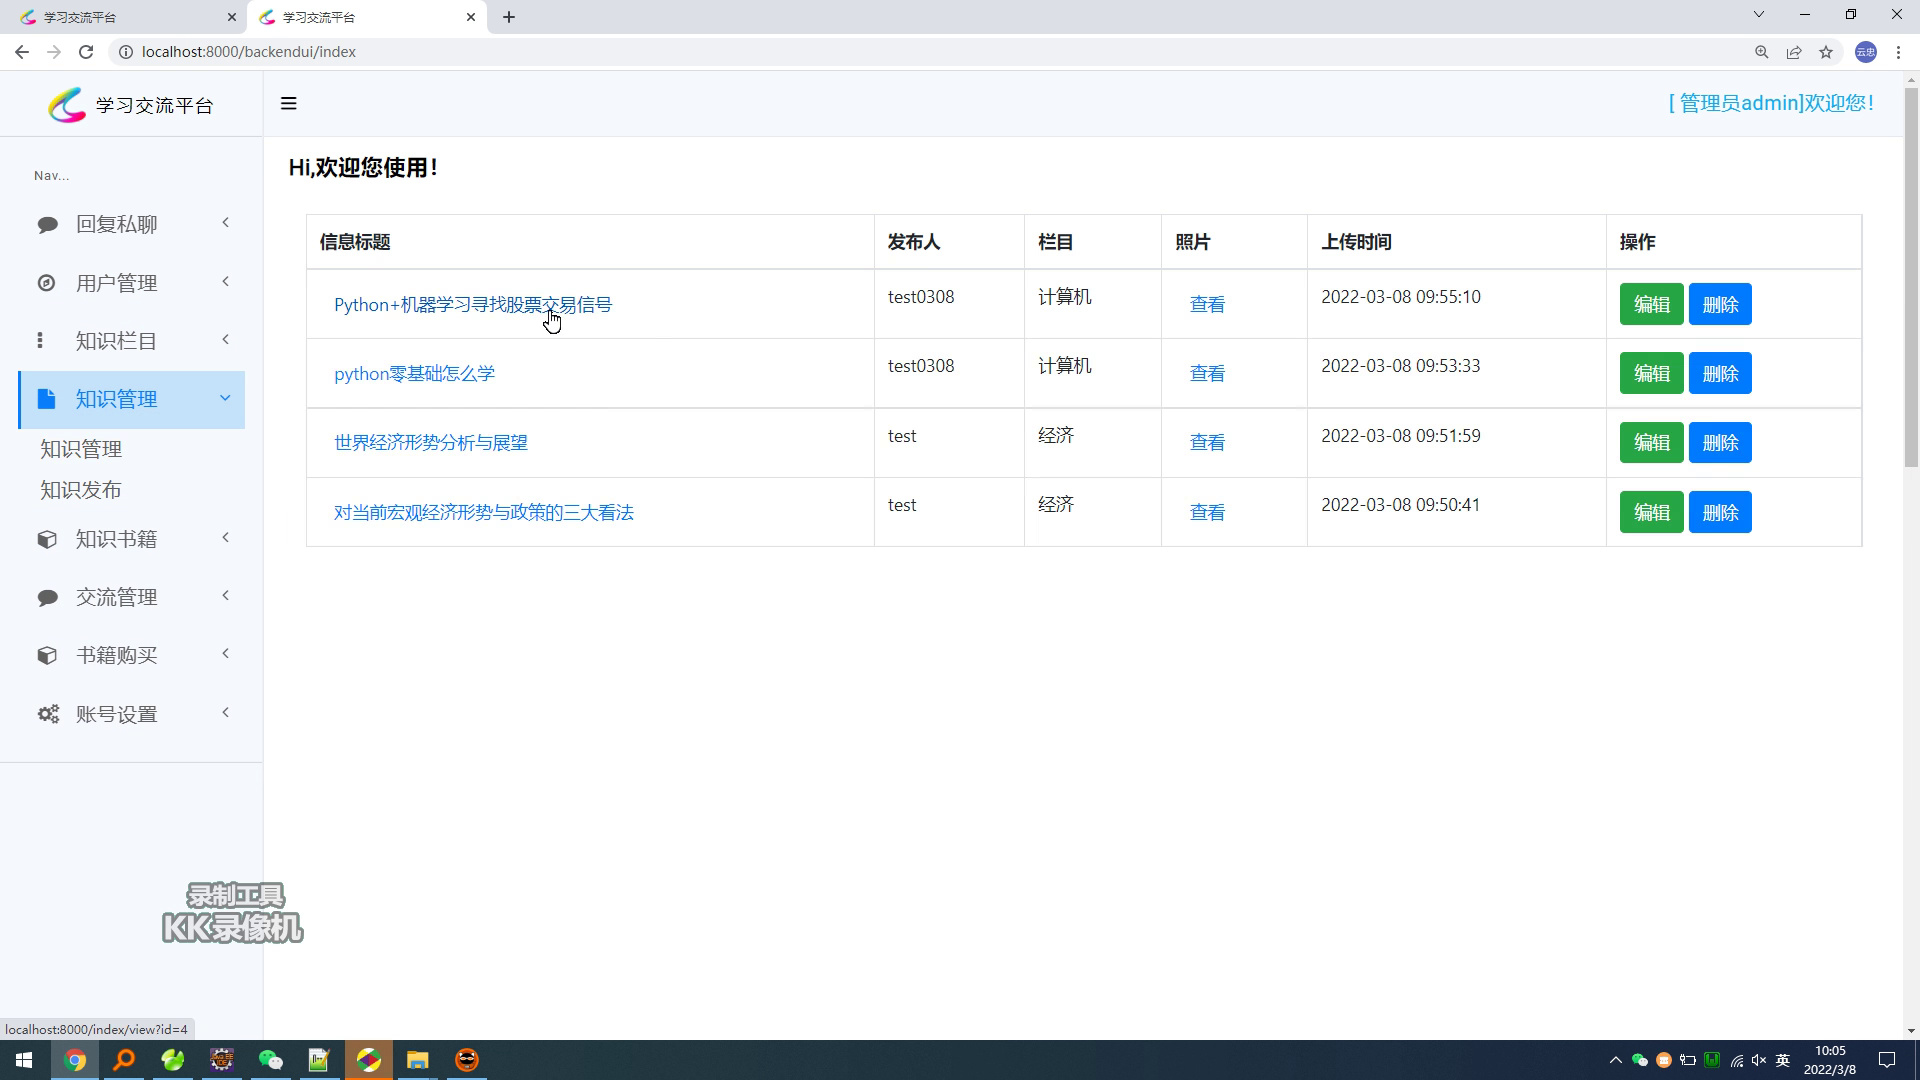 学习交流平台
学习交流平台
localhost:8000/backendui/index
云忠
学习交流平台
[ 管理员admin]欢迎您!
Nav...
回复私聊
用户管理
知识栏目
知识管理
知识管理
知识发布
知识书籍
交流管理
书籍购买
账号设置
Hi,欢迎您使用!
信息标题 发布人 栏目 照片 上传时间 操作
Python+机器学习寻找股票交易信号 test0308 计算机 查看 2022-03-08 09:55:10 编辑 删除
python零基础怎么学 test0308 计算机 查看 2022-03-08 09:53:33 编辑 删除
世界经济形势分析与展望 test 经济 查看 2022-03-08 09:51:59 编辑 删除
对当前宏观经济形势与政策的三大看法 test 经济 查看 2022-03-08 09:50:41 编辑 删除
录制工具
KK录像机
localhost:8000/index/view?id=4
英
10:05
2022/3/8